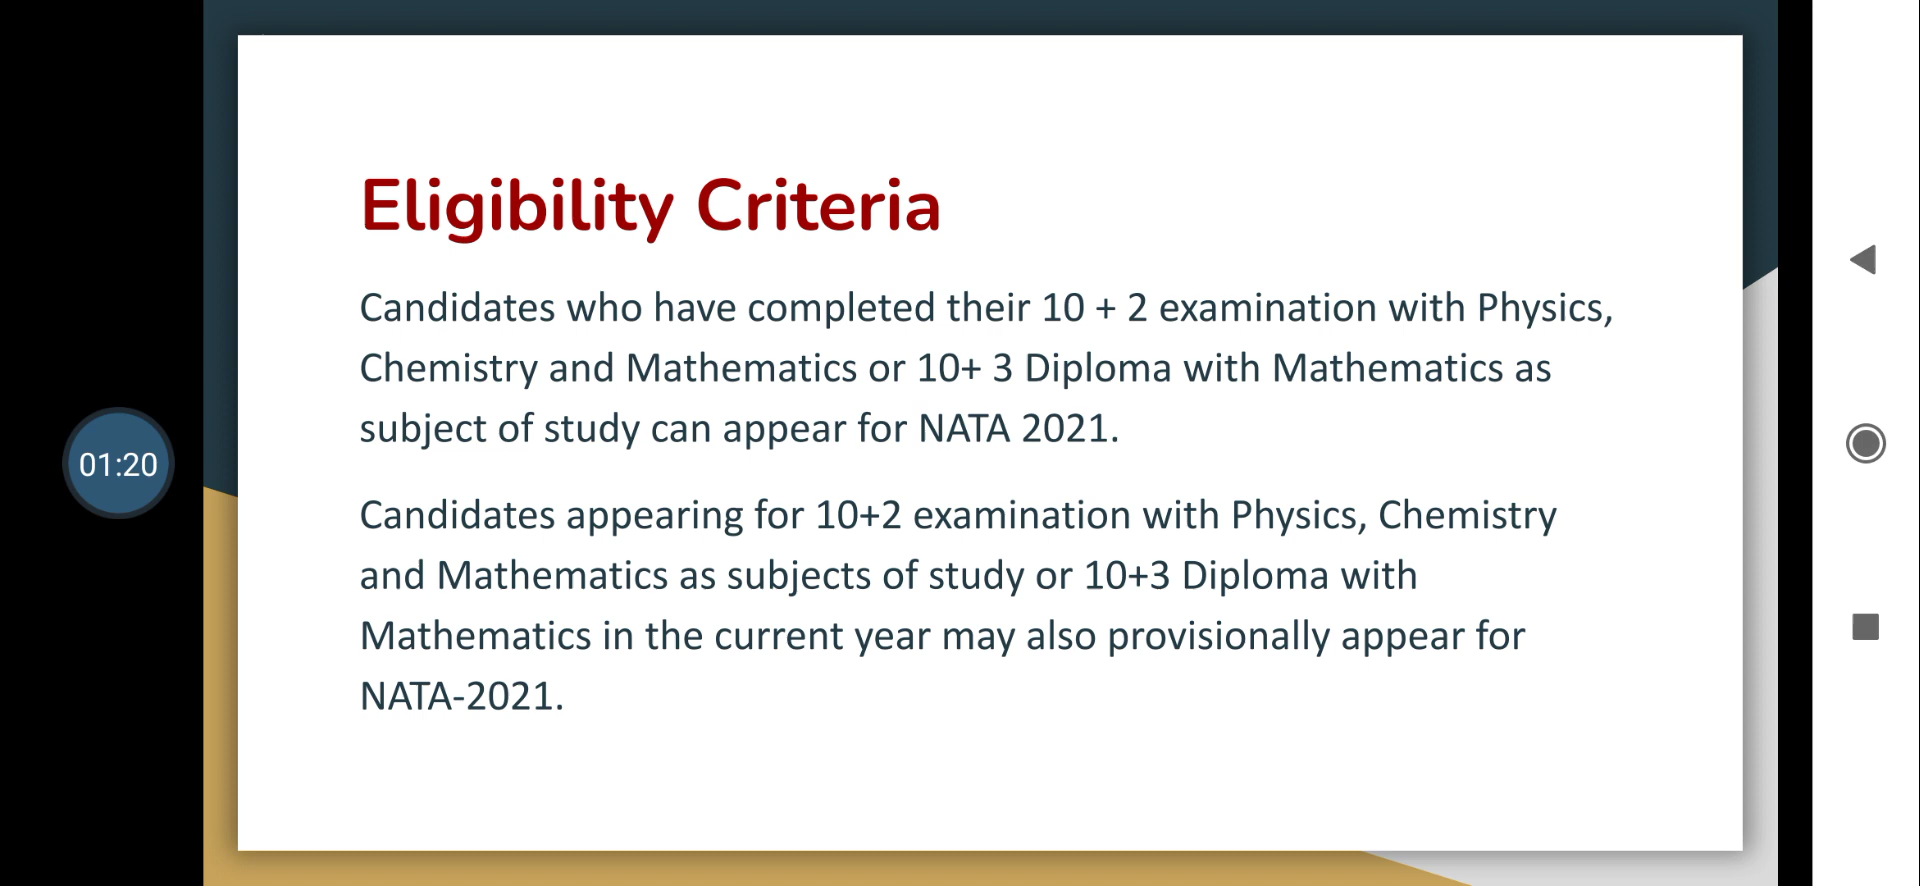 Eligibility Criteria
Candidates who have completed their 10 + 2 examination with Physics,
Chemistry and Mathematics or 10+ 3 Diploma with Mathematics as
subject of study can appear for NATA 2021.
Candidates appearing for 10+2 examination with Physics, Chemistry
and Mathematics as subjects of study or 10+3 Diploma with
Mathematics in the current year may also provisionally appear for
NATA-2021.
01:20